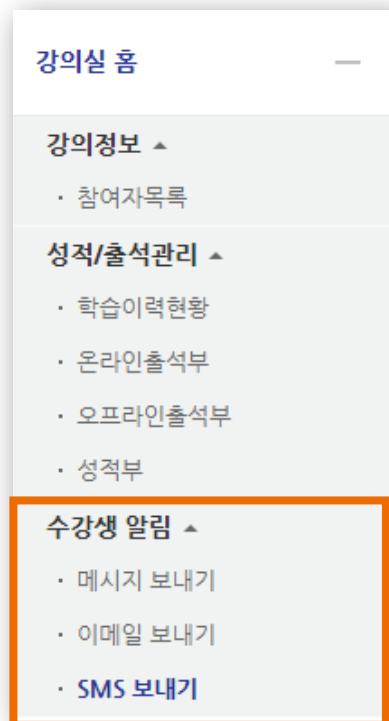 강의실 홈
강의정보
참여자목록
성적/출석관리
학습이력현황
온라인출석부
오프라인출석부
성적부
수강생 알림
메시지 보내기
이메일 보내기
SMS 보내기